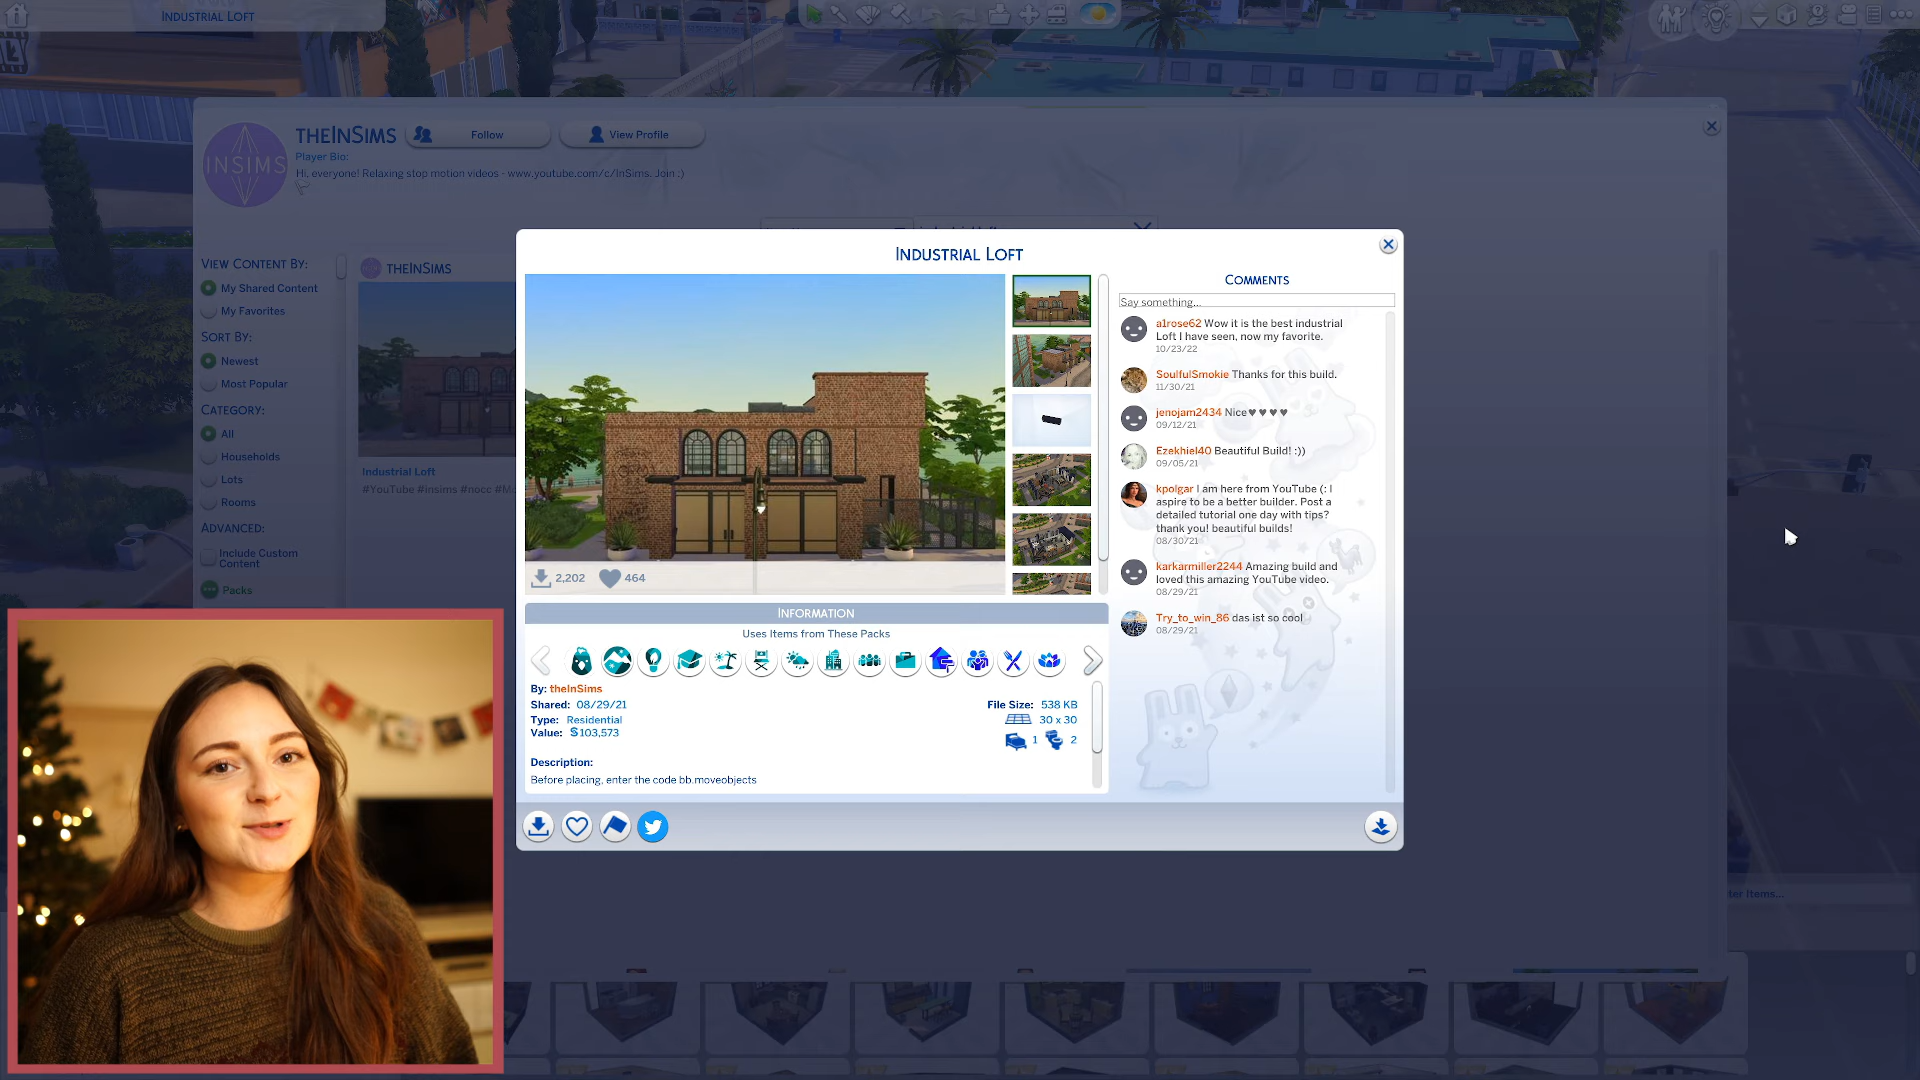 INDUSTRIAL LOFT
THEINSIMS
Follow
View Profile
INSIMS
Player Bio:
Hi, everyone! Relaxing stop motion videos - www.youtube.com/c/InSims. Join :)
VIEW CONTENT BY:
My Shared Content
My Favorites
SORT BY:
Newest
Most Popular
CATEGORY:
All
Households
Lots
Rooms
ADVANCED:
Include Custom
Content
Packs
THEINSIMS
Industrial Loft
#YouTube #insims #nocc #Mo
INDUSTRIAL LOFT
2,202
464
COMMENTS
Say something...
a1rose62 Wow it is the best industrial
Loft I have seen, now my favorite.
10/23/22
SoulfulSmokie Thanks for this build.
11/30/21
jenojam2434 Nice♥♥♥♥
09/12/21
Ezekhiel40 Beautiful Build! :))
09/05/21
kpolgar I am here from YouTube (: I
aspire to be a better builder. Post a
detailed tutorial one day with tips?
thank you! beautiful builds!
08/30/21
karkarmiller2244 Amazing build and
loved this amazing YouTube video.
08/29/21
Try_to_win_86 das ist so cool
08/29/21
INFORMATION
Uses Items from These Packs
By: theInSims
Shared: 08/29/21
Type: Residential
Value: §103,573
File Size: 538 KB
30 x 30
1
2
Description:
Before placing, enter the code bb.moveobjects
ter Items...